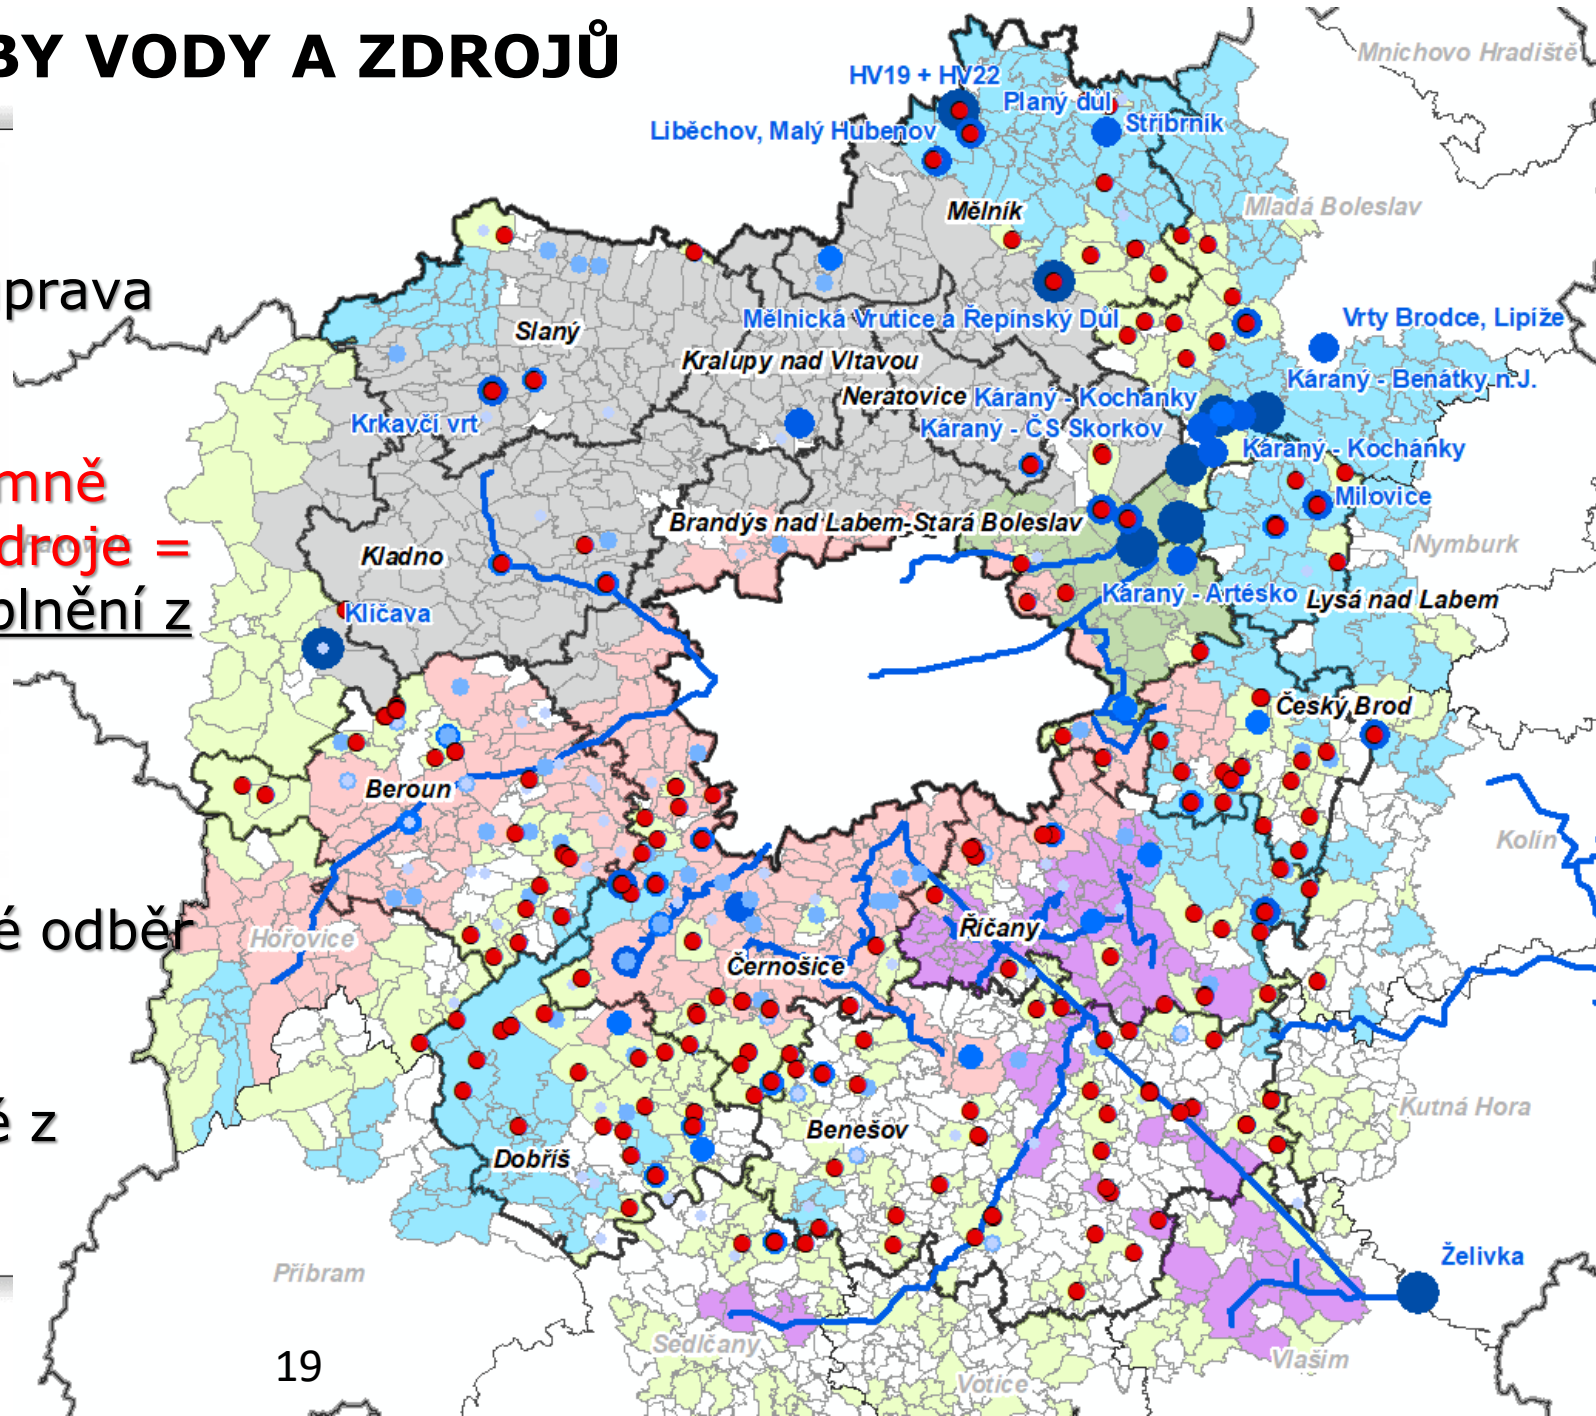 BY VODY A ZDROJŮ
prava
mně
droje =
plnění z
é odběr
é z
19
Mnichovo Hradiště
HV19 + HV22
Planý důl
Stříbrník
Liběchov, Malý Hubenov
Mělník
Mladá Boleslav
Slaný
Mělnická Vrutice a Řepínský Důl
Vrty Brodce, Lipíže
Kralupy nad Vltavou
Káraný - Benátky n.J.
Neratovice
Káraný - Kochánky
Krkavčí vrt
Káraný - ČS Skorkov
Káraný - Kochánky
Milovice
Brandýs nad Labem-Stará Boleslav
Nymburk
Kladno
Káraný - Artésko
Lysá nad Labem
Klíčava
Český Brod
Beroun
Kolín
Hořovice
Říčany
Černošice
Kutná Hora
Benešov
Dobříš
Příbram
Želivka
Sedlčany
Vlašim
Votice